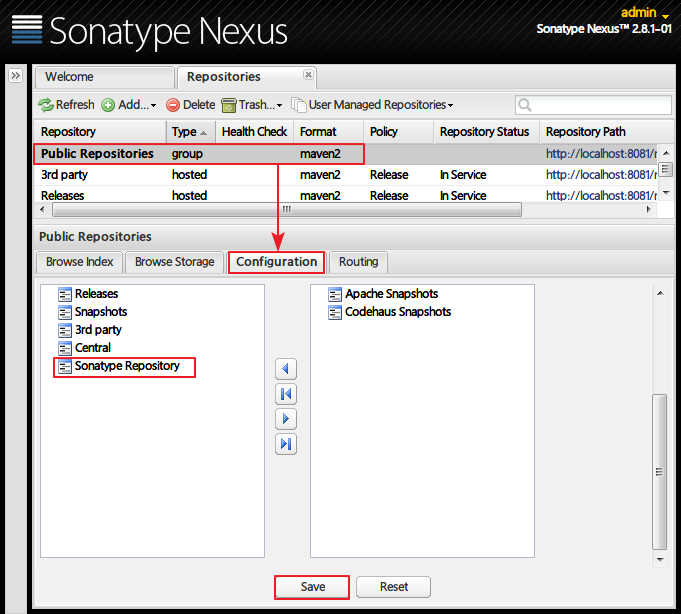 Sonatype Nexus
admin
Sonatype Nexus™ 2.8.1-01
Welcome
Repositories
Refresh Add... Delete Trash... User Managed Repositories
Repository Type Health Check Format Policy Repository Status Repository Path
Public Repositories group maven2 http://localhost:8081/
3rd party hosted maven2 Release In Service http://localhost:8081/
Releases hosted maven2 Release In Service http://localhost:8081/
Public Repositories
Browse Index Browse Storage Configuration Routing
Releases
Snapshots
3rd party
Central
Sonatype Repository
Apache Snapshots
Codehaus Snapshots
Save Reset